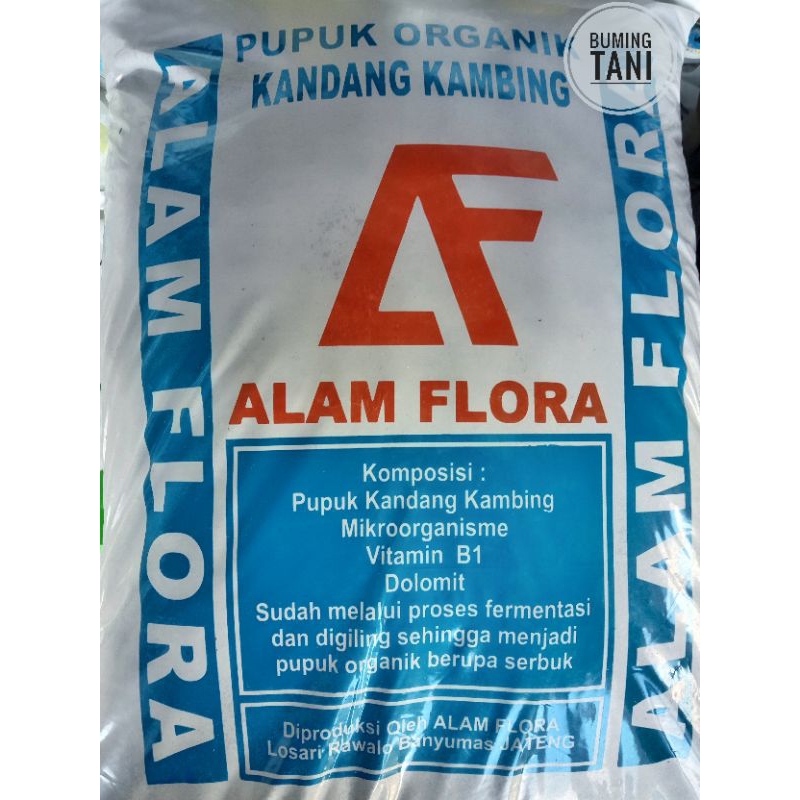 PUPUK ORGANIK
KANDANG KAMBING
BUMING
TANI
ALAM FLORA
AF
ALAM FLORA
ALAM FLORA
Komposisi :
Pupuk Kandang Kambing
Mikroorganisme
Vitamin B1
Dolomit
Sudah melalui proses fermentasi
dan digiling sehingga menjadi
pupuk organik berupa serbuk
Diproduksi Oleh ALAM FLORA
Losari Rawalo Banyumas JATENG